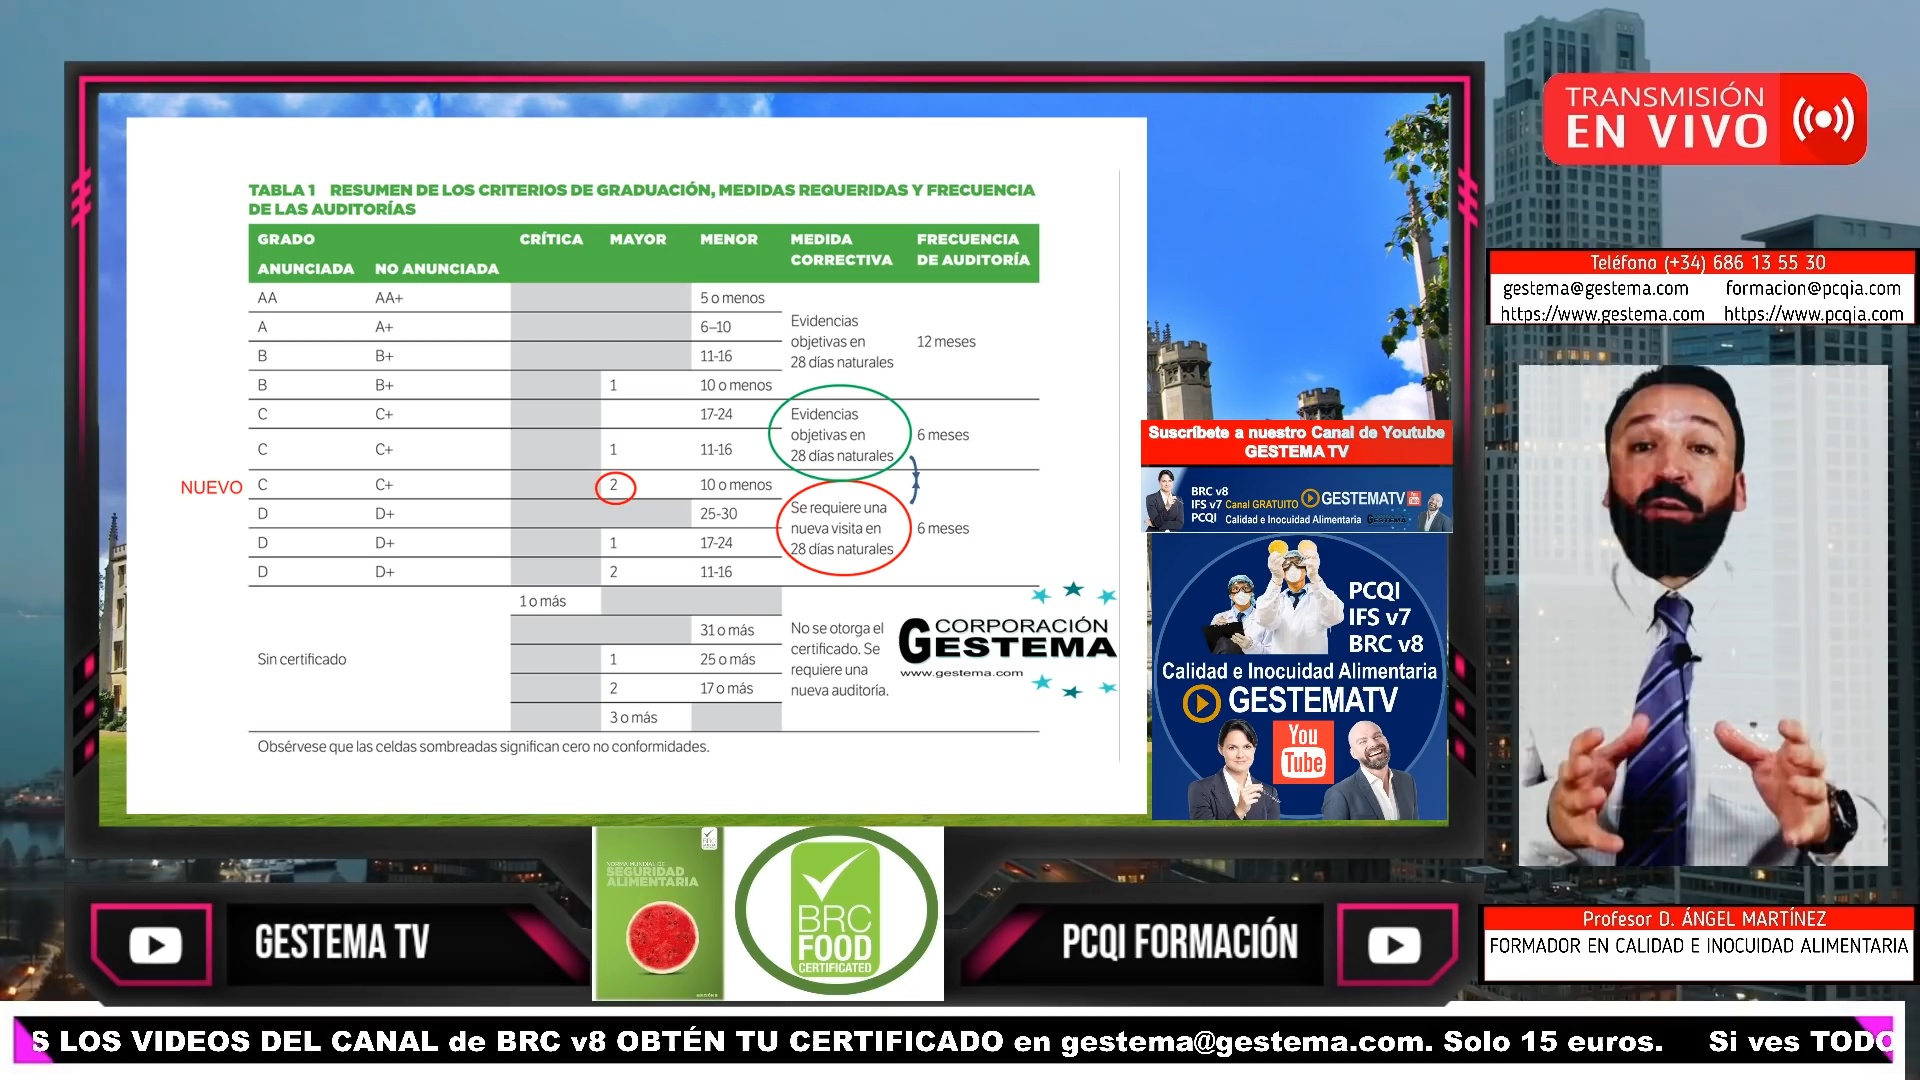 TRANSMISIÓN
EN VIVO
TABLA 1 RESUMEN DE LOS CRITERIOS DE GRADUACIÓN, MEDIDAS REQUERIDAS Y FRECUENCIA
DE LAS AUDITORÍAS
GRADO CRÍTICA MAYOR MENOR MEDIDA CORRECTIVA FRECUENCIA DE AUDITORÍA
ANUNCIADA NO ANUNCIADA
AA AA+ 5 o menos
A A+ 6–10
B B+ 11-16
Evidencias
objetivas en
28 días naturales
12 meses
B B+ 1 10 o menos
C C+ 17-24
C C+ 1 11-16
Evidencias
objetivas en
28 días naturales
6 meses
NUEVO
C C+ 2 10 o menos
D D+ 25-30
D D+ 1 17-24
D D+ 2 11-16
Se requiere una
nueva visita en
28 días naturales
6 meses
Sin certificado
1 o más
31 o más
1 25 o más
2 17 o más
3 o más
No se otorga el
certificado. Se
requiere una
nueva auditoría.
Obsérvese que las celdas sombreadas significan cero no conformidades.
CORPORACIÓN
GESTEMA
www.gestema.com
Teléfono (+34) 686 13 55 30
gestema@gestema.com formacion@pcqia.com
https://www.gestema.com https://www.pcqia.com
Suscríbete a nuestro Canal de Youtube
GESTEMA TV
BRC v8
IFS v7 Canal GRATUITO GESTEMATV
PCQI Calidad e Inocuidad Alimentaria GESTEMA
PCQI
IFS v7
BRC v8
Calidad e Inocuidad Alimentaria
GESTEMATV
You
Tube
GESTEMA TV
NORMA MUNDIAL DE
SEGURIDAD
ALIMENTARIA
BRC
FOOD
CERTIFICATED
PCQI FORMACIÓN
Profesor D. ÁNGEL MARTÍNEZ
FORMADOR EN CALIDAD E INOCUIDAD ALIMENTARIA
S LOS VIDEOS DEL CANAL de BRC v8 OBTÉN TU CERTIFICADO en gestema@gestema.com. Solo 15 euros. Si ves TODO